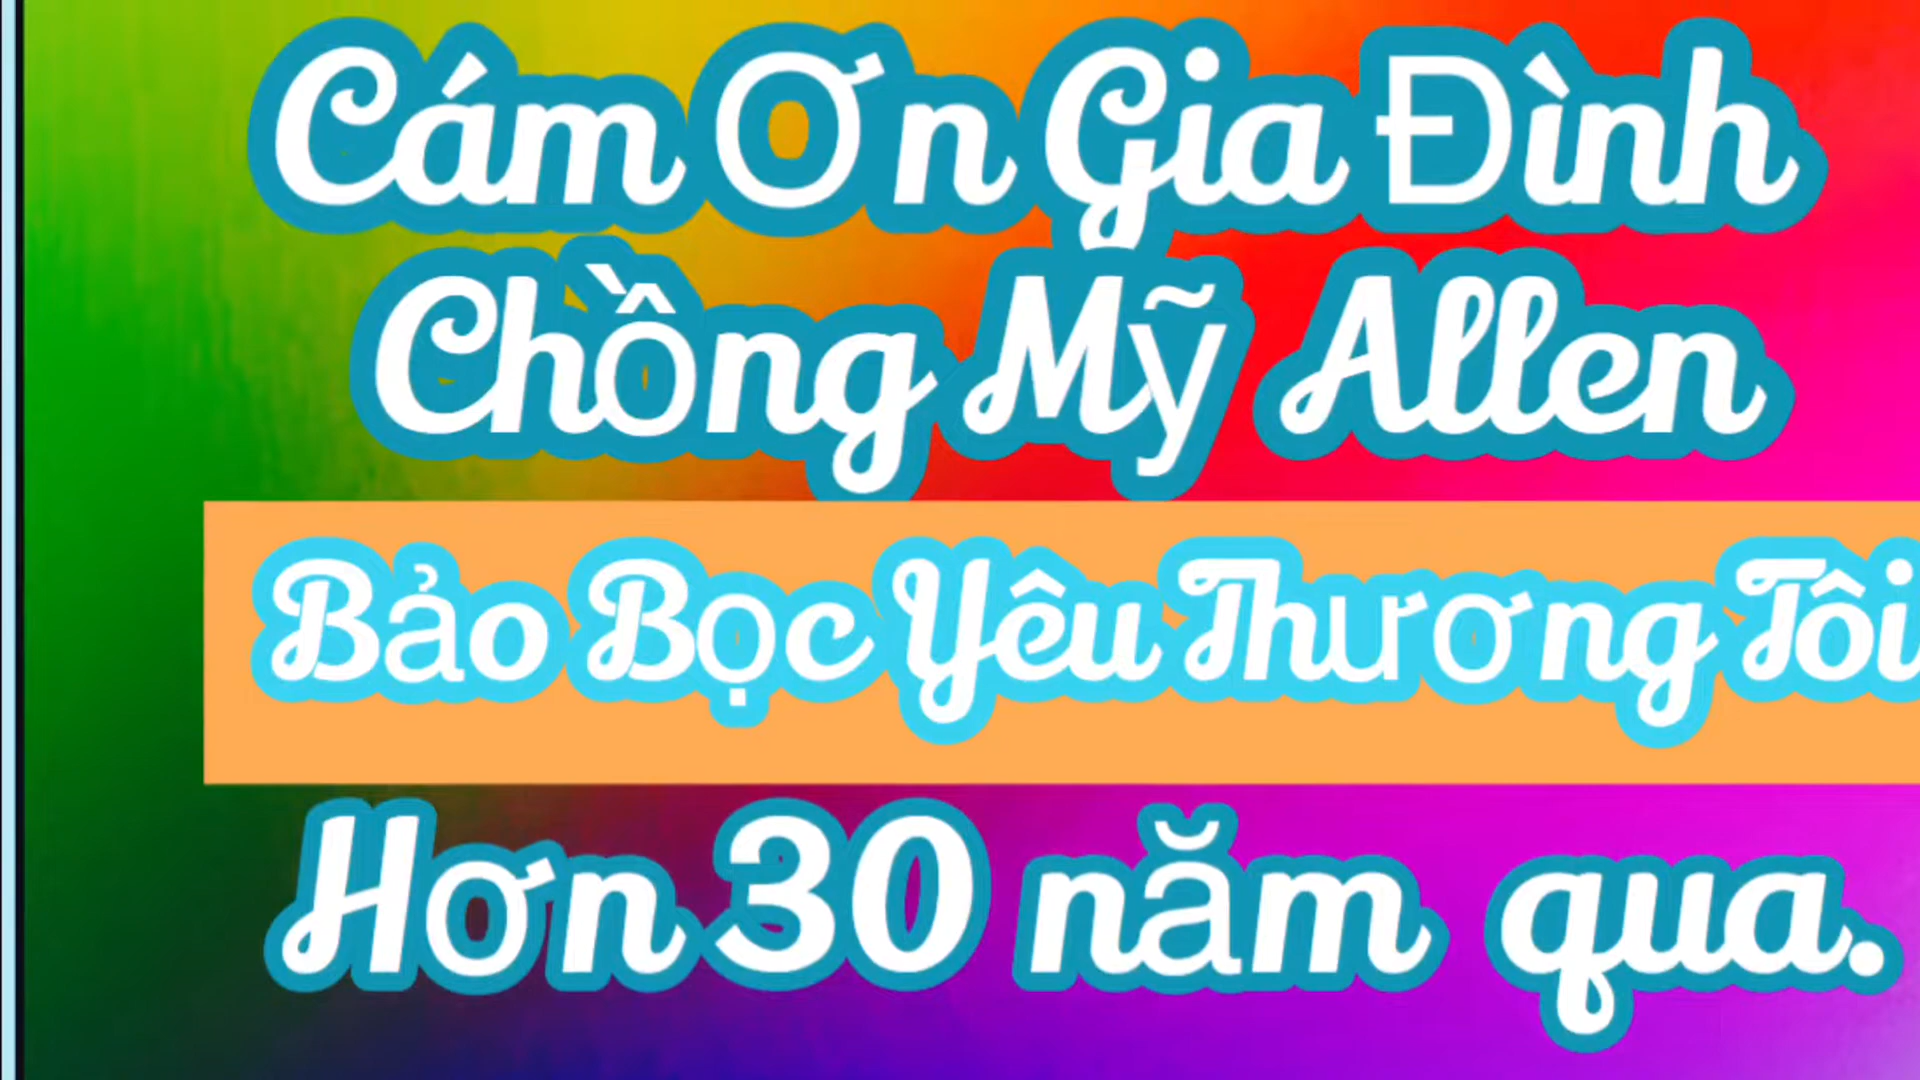 Cám Ơn Gia Đình
Chồng Mỹ Allen
Bảo Bọc Yêu Thương Tôi
Hơn 30 năm qua.